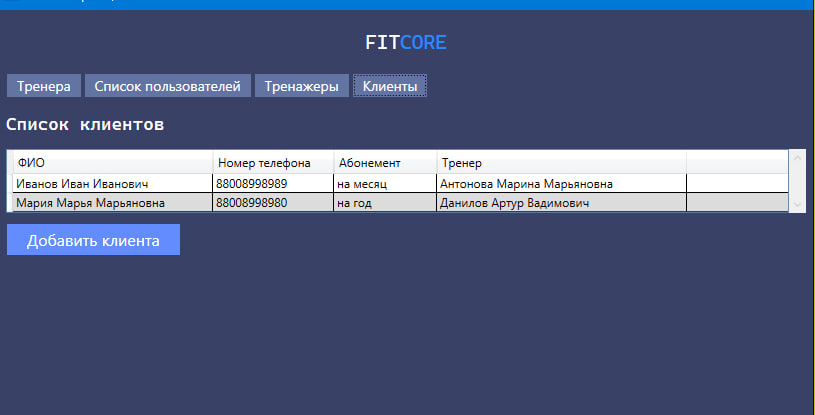 FITCORE
Тренера Список пользователей Тренажеры Клиенты
Список клиентов
ФИО Номер телефона Абонемент Тренер
Иванов Иван Иванович 88008998989 на месяц Антонова Марина Марьяновна
Мария Марья Марьяновна 88008998980 на год Данилов Артур Вадимович
Добавить клиента